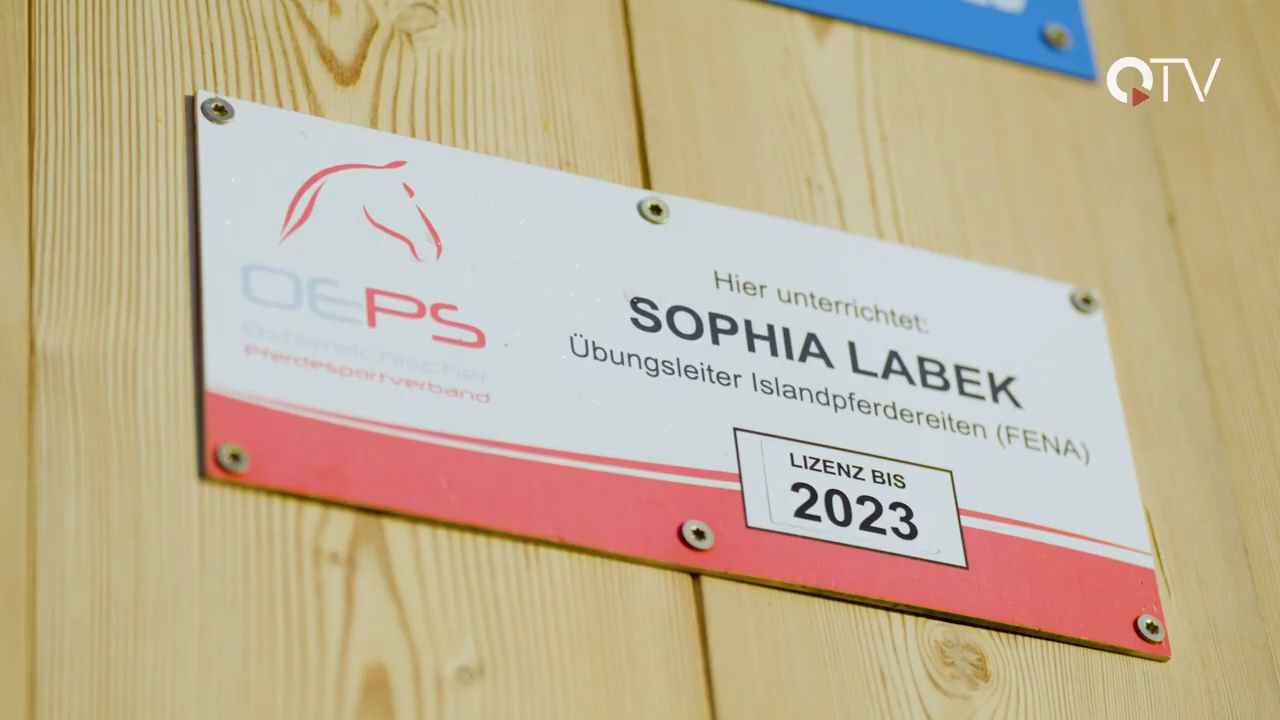 QTV
OEPS
Österreichischer
Pferdesportverband
Hier unterrichtet:
SOPHIA LABEK
Übungsleiter Islandpferdereiten (FENA)
LIZENZ BIS
2023